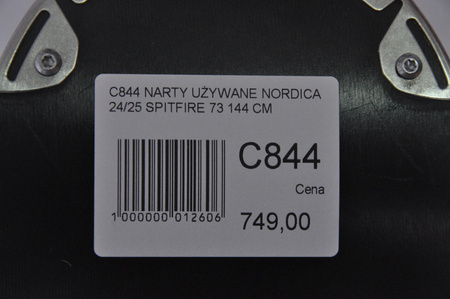 C844 NARTY UŻYWANE NORDICA
24/25 SPITFIRE 73 144 CM
C844
Cena
1 000000 012606
749,00